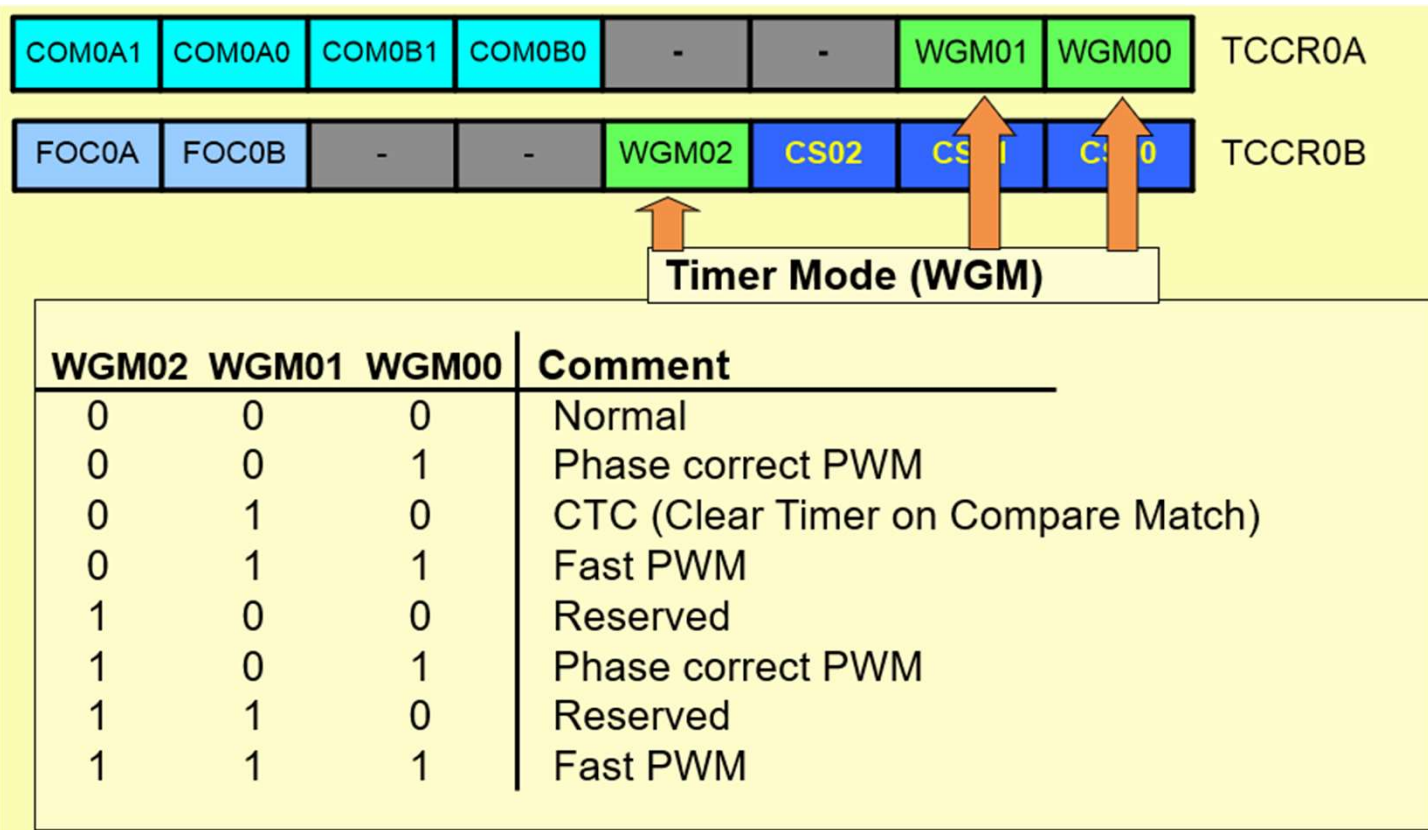 COM0A1 COM0A0 COM0B1 COM0B0 - - WGM01 WGM00 TCCR0A
FOC0A FOC0B - - WGM02 CS02 TCCR0B
Timer Mode (WGM)
WGM02 WGM01 WGM00 Comment
0 0 0 Normal
0 0 1 Phase correct PWM
0 1 0 CTC (Clear Timer on Compare Match)
0 1 1 Fast PWM
1 0 0 Reserved
1 0 1 Phase correct PWM
1 1 0 Reserved
1 1 1 Fast PWM